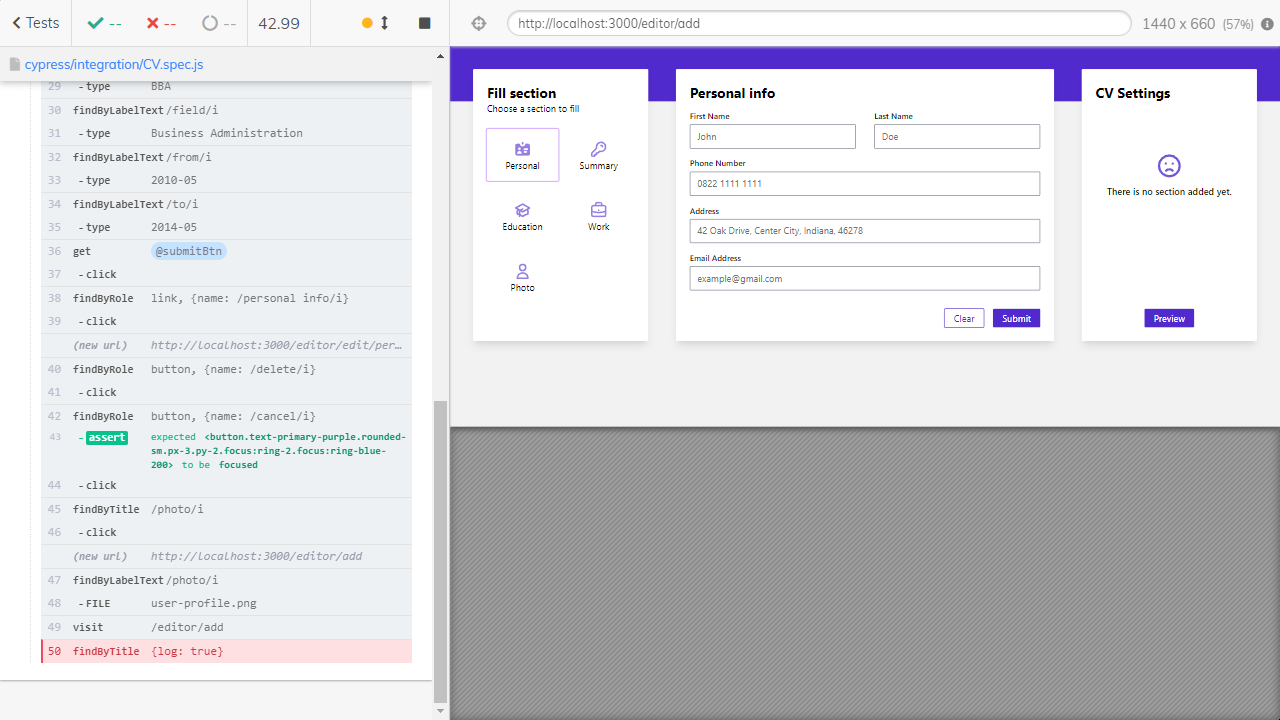 Tests
--
--
--
42.99
http://localhost:3000/editor/add
1440 x 660 (57%)
cypress/integration/CV.spec.js
29 - type BBA
30 findByLabelText /field/i
31 - type Business Administration
32 findByLabelText /from/i
33 - type 2010-05
34 findByLabelText /to/i
35 - type 2014-05
36 get @submitBtn
37 - click
38 findByRole link, {name: /personal info/i}
39 - click
(new url) http://localhost:3000/editor/edit/per…
40 findByRole button, {name: /delete/i}
41 - click
42 findByRole button, {name: /cancel/i}
43 - assert expected <button.text-primary-purple.rounded-
sm.px-3.py-2.focus:ring-2.focus:ring-blue-
200> to be focused
44 - click
45 findByTitle /photo/i
46 - click
(new url) http://localhost:3000/editor/add
47 findByLabelText /photo/i
48 - FILE user-profile.png
49 visit /editor/add
50 findByTitle {log: true}
Fill section
Choose a section to fill
Personal
Summary
Education
Work
Photo
Personal info
First Name
Last Name
John
Doe
Phone Number
0822 1111 1111
Address
42 Oak Drive, Center City, Indiana, 46278
Email Address
example@gmail.com
Clear
Submit
CV Settings
There is no section added yet.
Preview